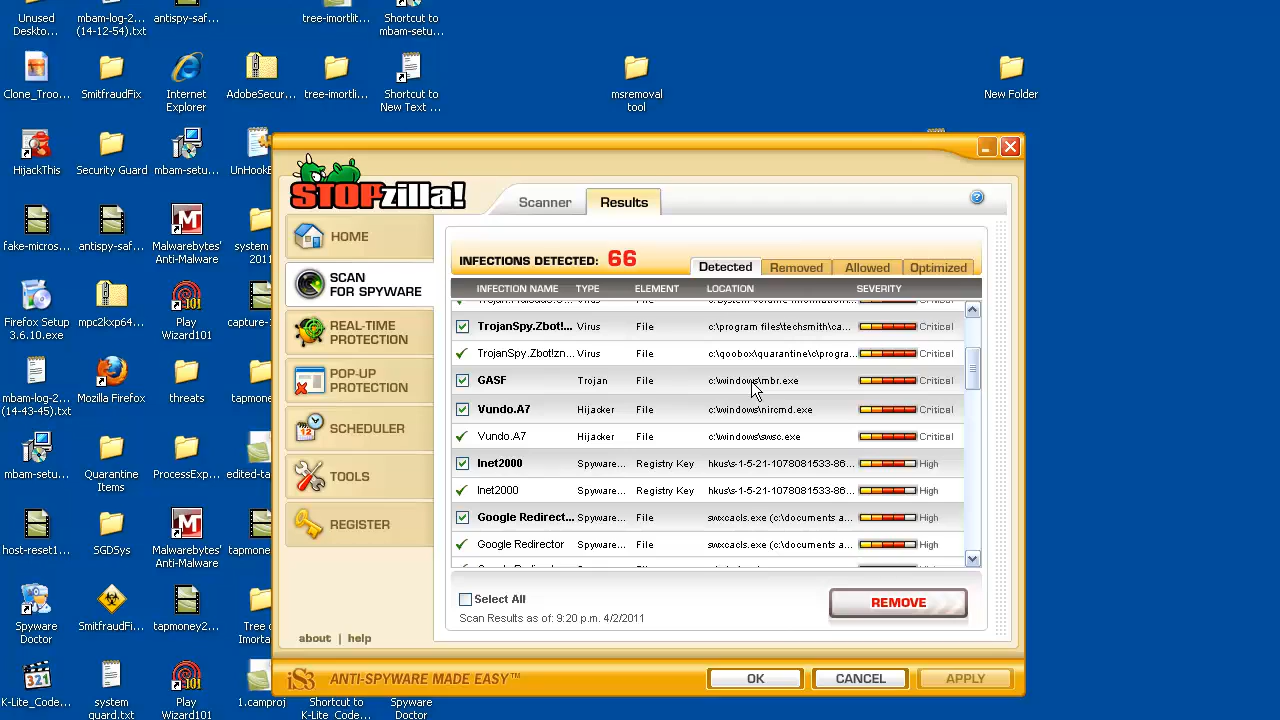 Unused
Deskto...
mbam-log-2...
(14-12-54).txt
antispy-saf...
tree-imortlit...
Shortcut to
mbam-setu...
Clone_Troo...
SmitfraudFix
Internet
Explorer
AdobeSecur...
tree-imortli...
Shortcut to
New Text ...
msremoval
tool
New Folder
HijackThis
Security Guard
mbam-setu...
UnHookE
STOPzilla!
Scanner
Results
HOME
SCAN
FOR SPYWARE
REAL-TIME
PROTECTION
POP-UP
PROTECTION
SCHEDULER
TOOLS
REGISTER
about | help
INFECTIONS DETECTED: 66
Detected
Removed
Allowed
Optimized
INFECTION NAME TYPE ELEMENT LOCATION SEVERITY
TrojanSpy.Zbot!... Virus File c:\program files\techsmith\ca... Critical
TrojanSpy.Zbot!zn... Virus File c:\qoobox\quarantine\c\progra... Critical
GASF Trojan File c:\windows\mbr.exe Critical
Vundo.A7 Hijacker File c:\windows\nircmd.exe Critical
Vundo.A7 Hijacker File c:\windows\swsc.exe Critical
Inet2000 Spyware... Registry Key hkus\s-1-5-21-1078081533-86... High
Inet2000 Spyware... Registry Key hkus\s-1-5-21-1078081533-86... High
Google Redirect... Spyware... File swxcacls.exe (c:\documents a... High
Google Redirector Spyware... File swxcacls.exe (c:\documents a... High
Select All
Scan Results as of: 9:20 p.m. 4/2/2011
REMOVE
iS3 ANTI-SPYWARE MADE EASY™
OK
CANCEL
APPLY
fake-micros...
antispy-saf...
Malwarebytes'
Anti-Malware
system
2011
Firefox Setup
3.6.10.exe
mpc2kxp64...
Play
Wizard101
capture-
mbam-log-2...
(14-43-45).txt
Mozilla Firefox
threats
tapmone
mbam-setu...
Quarantine
Items
ProcessExp...
edited-ta
host-reset1...
SGDSys
Malwarebytes'
Anti-Malware
tapmone
Spyware
Doctor
SmitfraudFi...
tapmoney2...
Tree o
Imorta
K-Lite_Code...
system
guard.txt
Play
Wizard101
1.camproj
Shortcut to
K-Lite_Code...
Spyware
Doctor